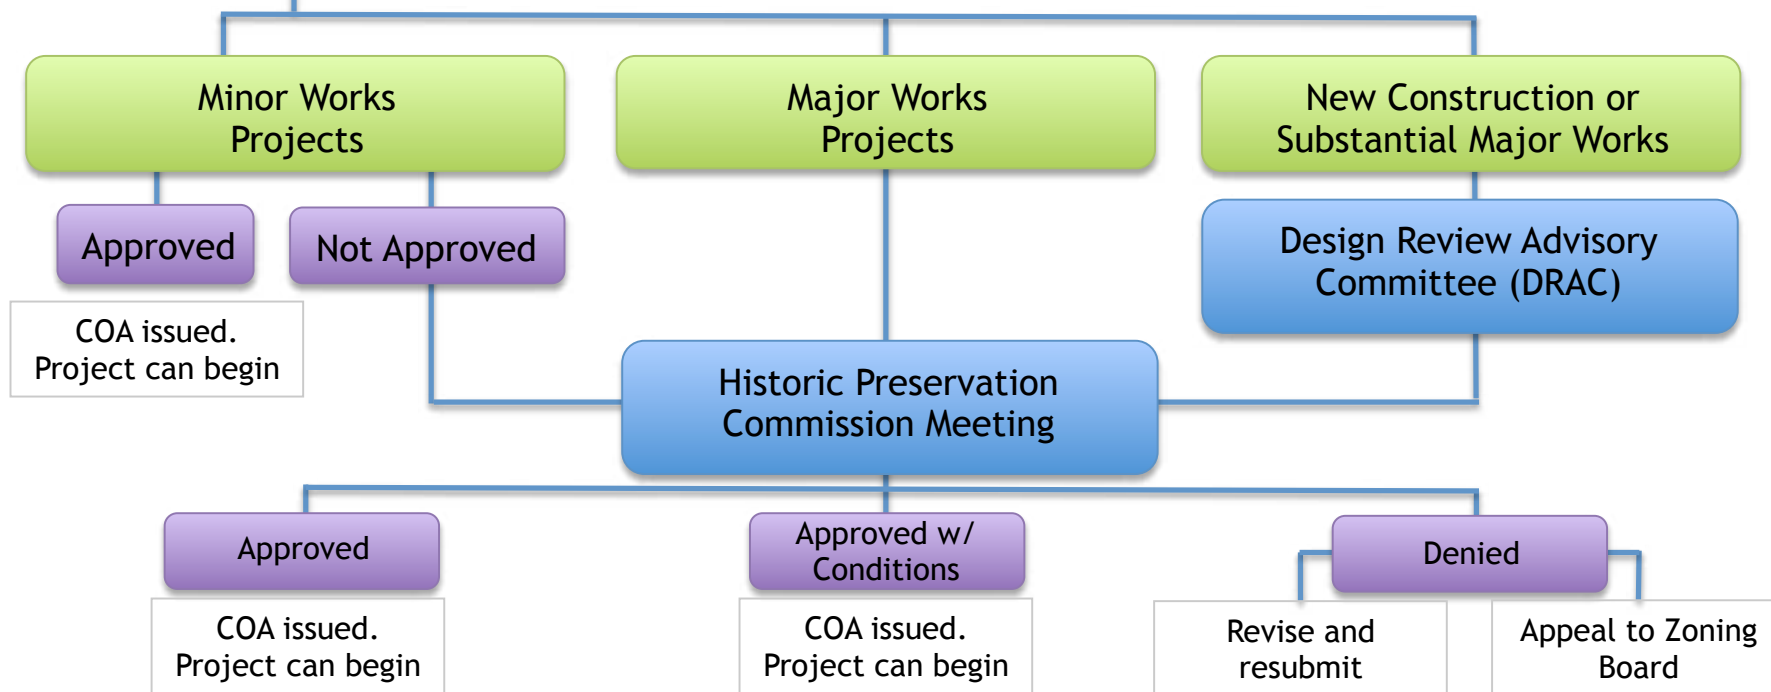 Minor Works
Projects
Major Works
Projects
New Construction or
Substantial Major Works
Approved
Not Approved
Design Review Advisory
Committee (DRAC)
COA issued.
Project can begin
Historic Preservation
Commission Meeting
Approved
Approved w/
Conditions
Denied
COA issued.
Project can begin
COA issued.
Project can begin
Revise and
resubmit
Appeal to Zoning
Board